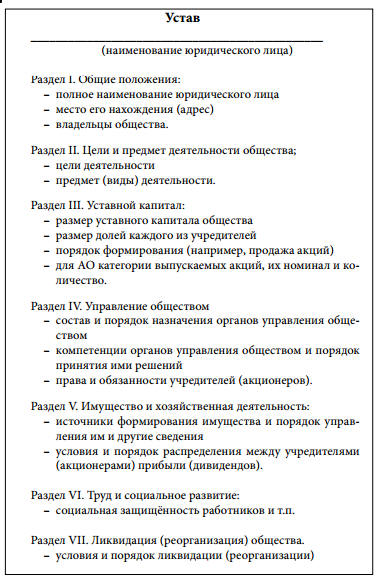 Устав
(наименование юридического лица)
Раздел I. Общие положения:
– полное наименование юридического лица
– место его нахождения (адрес)
– владельцы общества.
Раздел II. Цели и предмет деятельности общества;
– цели деятельности
– предмет (виды) деятельности.
Раздел III. Уставной капитал:
– размер уставного капитала общества
– размер долей каждого из учредителей
– порядок формирования (например, продажа акций)
– для АО категории выпускаемых акций, их номинал и ко-
личество.
Раздел IV. Управление обществом
– состав и порядок назначения органов управления обще-
ством
– компетенции органов управления обществом и порядок
принятия ими решений
– права и обязанности учредителей (акционеров).
Раздел V. Имущество и хозяйственная деятельность:
– источники формирования имущества и порядок управ-
ления им и другие сведения
– условия и порядок распределения между учредителями
(акционерами) прибыли (дивидендов).
Раздел VI. Труд и социальное развитие:
– социальная защищённость работников и т.п.
Раздел VII. Ликвидация (реорганизация) общества.
– условия и порядок ликвидации (реорганизации)